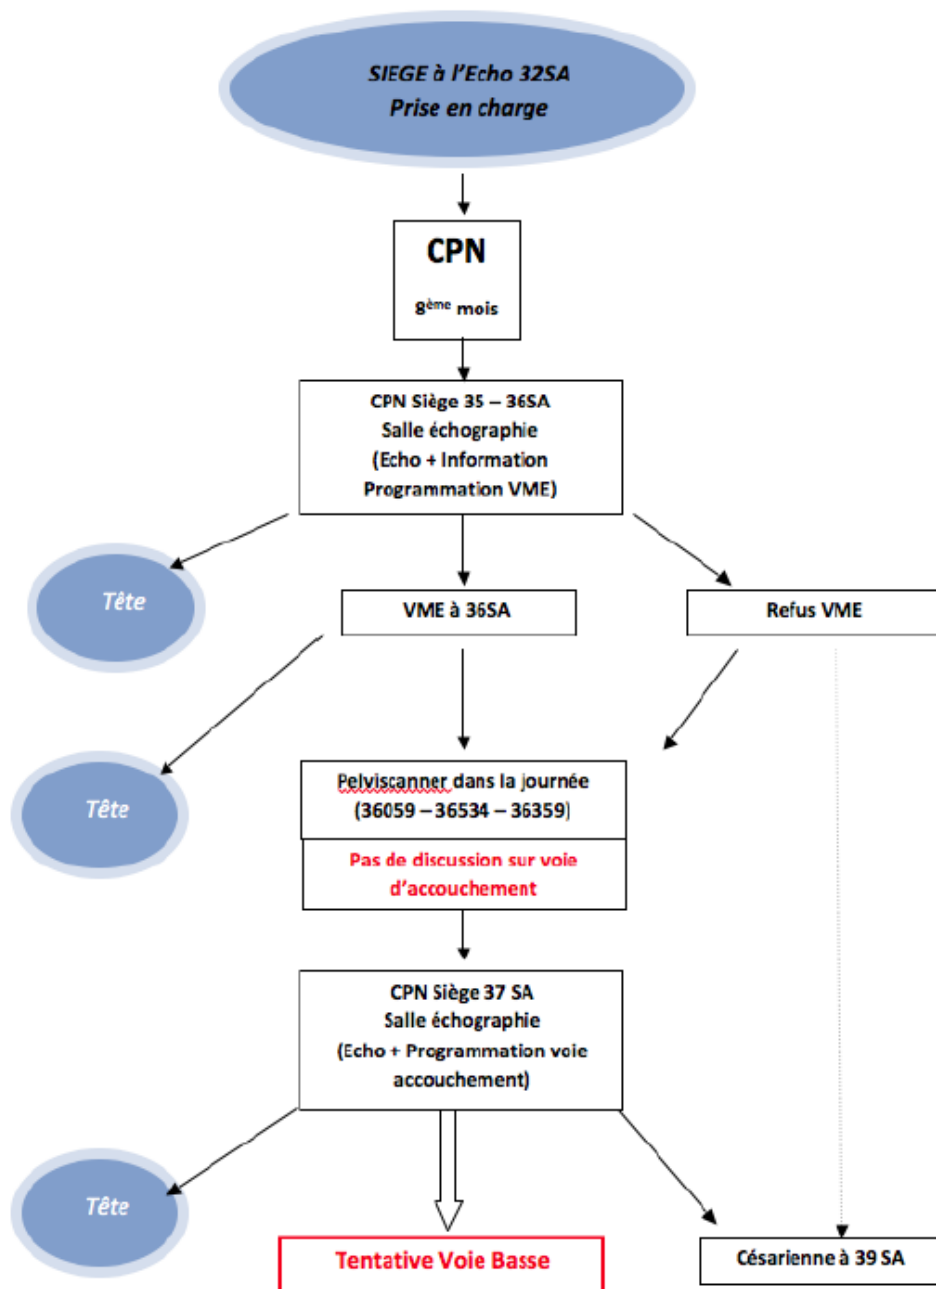 SIEGE à l'Echo 32SA
Prise en charge
CPN
8ème mois
CPN Siège 35 – 36SA
Salle échographie
(Echo + Information
Programmation VME)
Tête
VME à 36SA
Refus VME
Tête
Pelviscanner dans la journée
(36059 – 36534 – 36359)
Pas de discussion sur voie
d'accouchement
CPN Siège 37 SA
Salle échographie
(Echo + Programmation voie
accouchement)
Tête
Tentative Voie Basse
Césarienne à 39 SA